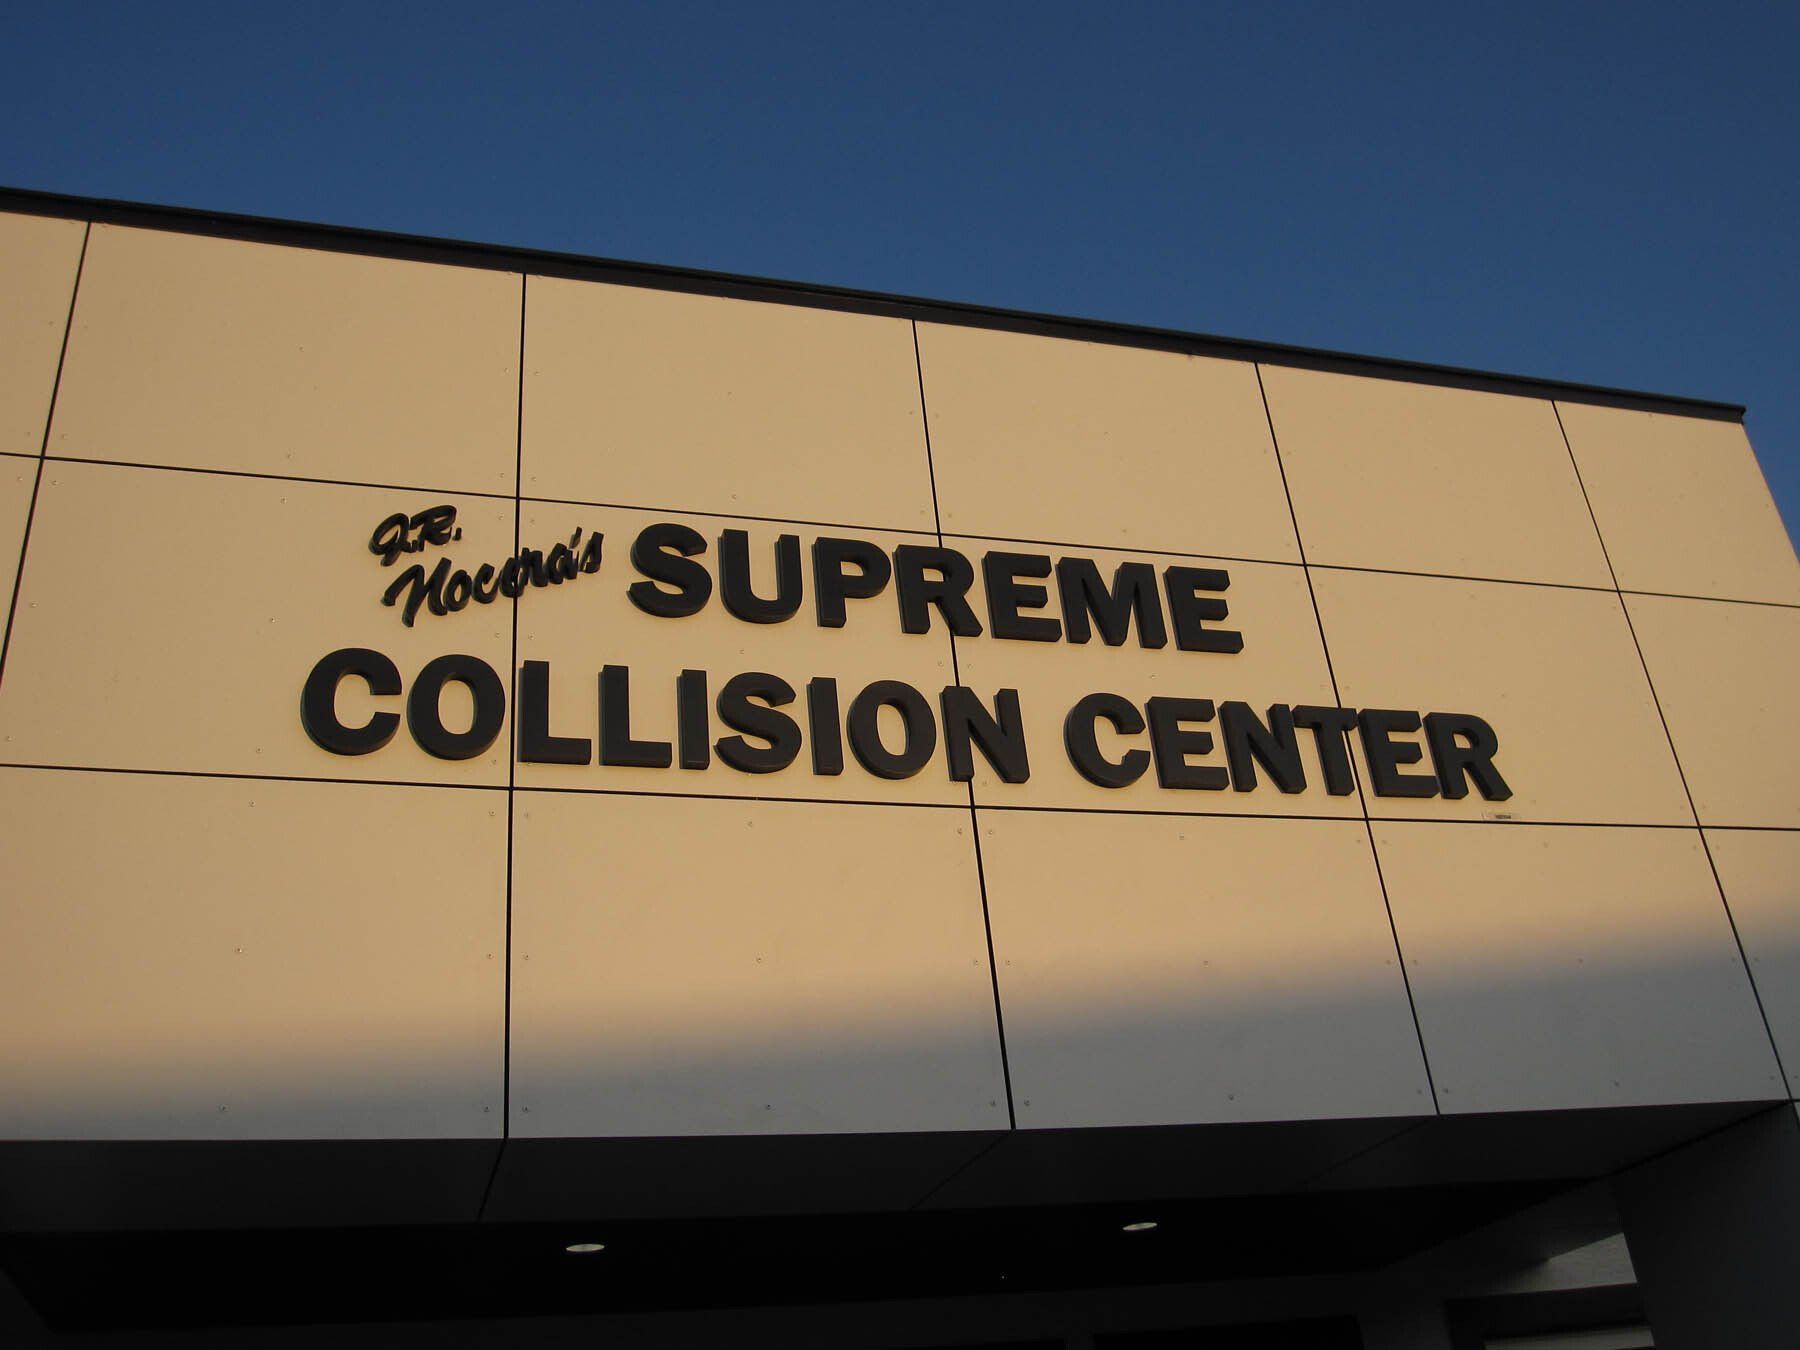 J.R.
Nocera's SUPREME
COLLISION CENTER